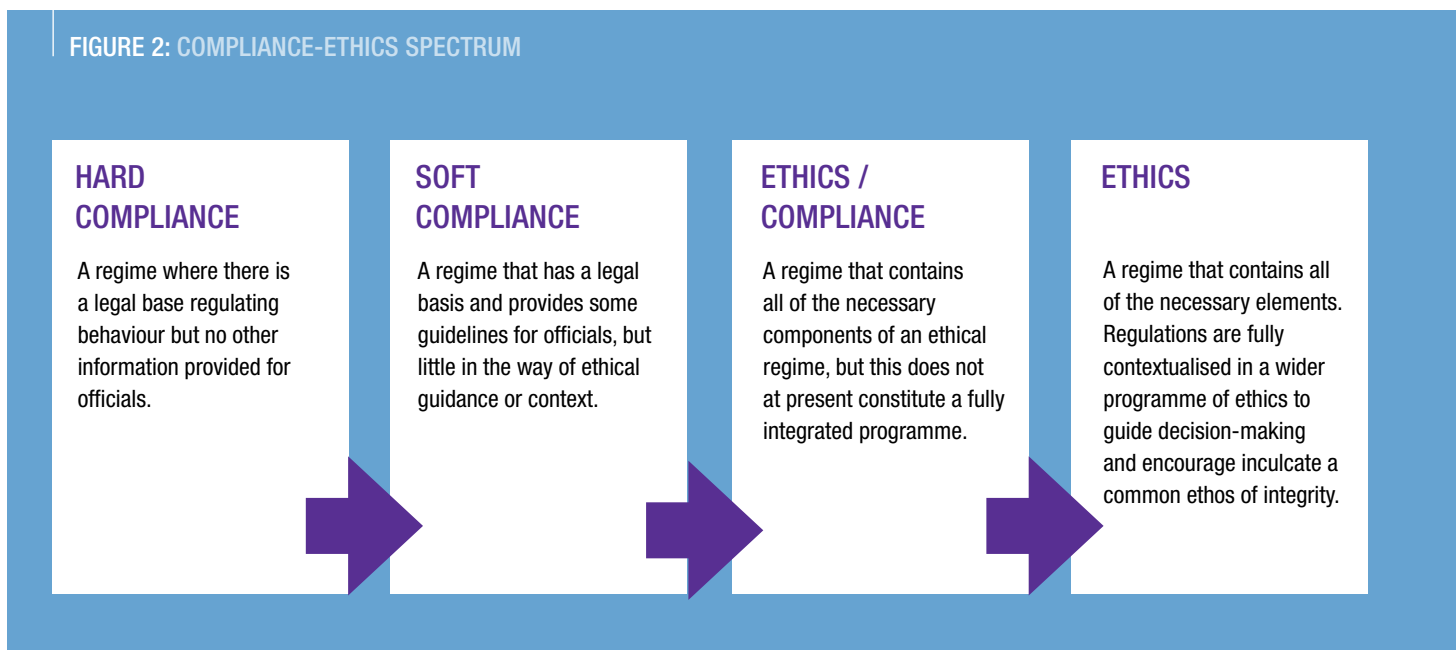 FIGURE 2: COMPLIANCE-ETHICS SPECTRUM
HARD
COMPLIANCE
A regime where there is
a legal base regulating
behaviour but no other
information provided for
officials.
SOFT
COMPLIANCE
A regime that has a legal
basis and provides some
guidelines for officials, but
little in the way of ethical
guidance or context.
ETHICS /
COMPLIANCE
A regime that contains
all of the necessary
components of an ethical
regime, but this does not
at present constitute a fully
integrated programme.
ETHICS
A regime that contains all
of the necessary elements.
Regulations are fully
contextualised in a wider
programme of ethics to
guide decision-making
and encourage inculcate a
common ethos of integrity.